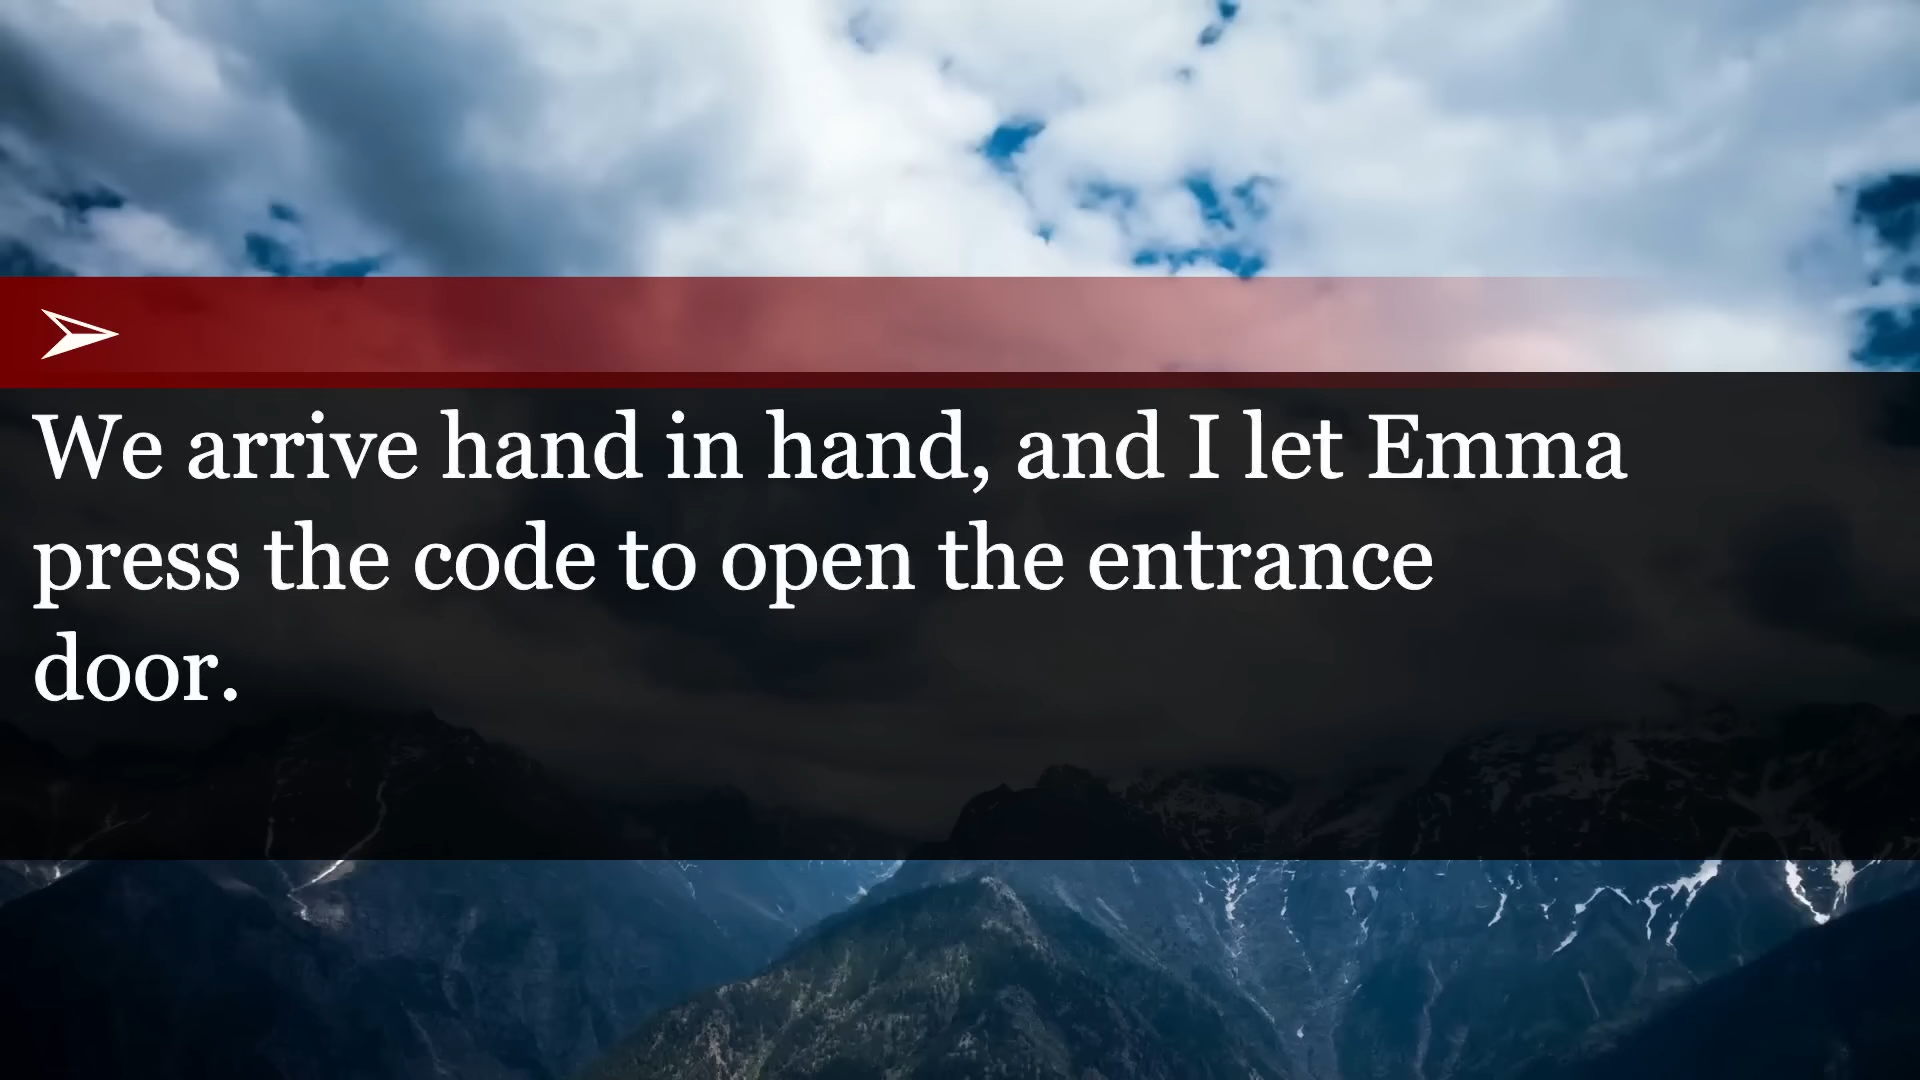 We arrive hand in hand, and I let Emma
press the code to open the entrance
door.